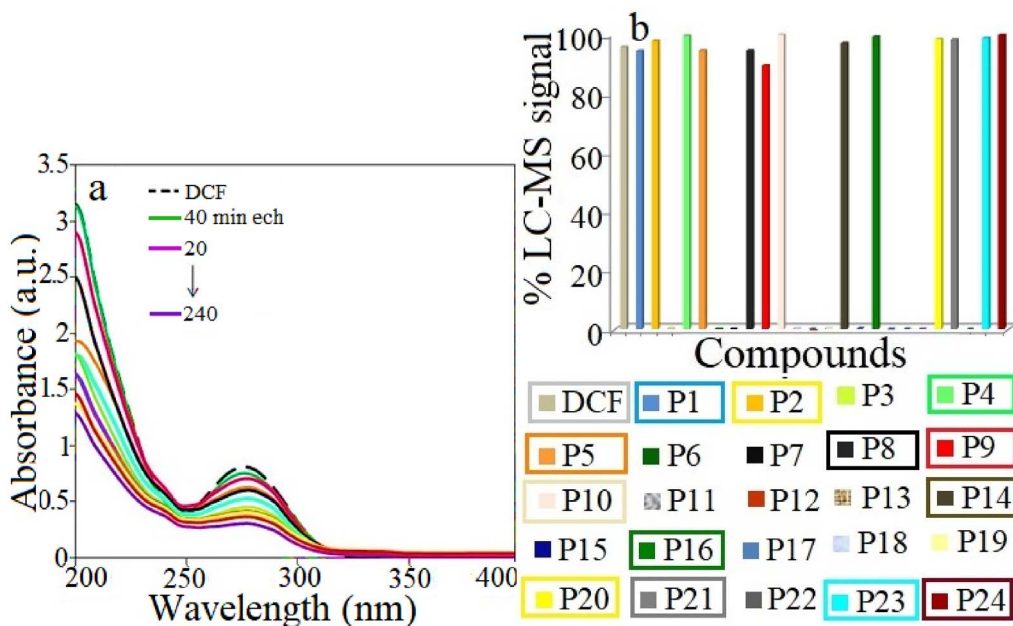 a
DCF
40 min ech
20
240
3.5
3
2.5
2
1.5
1
0.5
0
200 250 300 350 400
Absorbance (a.u.)
Wavelength (nm)
b
100
80
60
40
20
0
% LC-MS signal
Compounds
DCF P1 P2 P3 P4
P5 P6 P7 P8 P9
P10 P11 P12 P13 P14
P15 P16 P17 P18 P19
P20 P21 P22 P23 P24